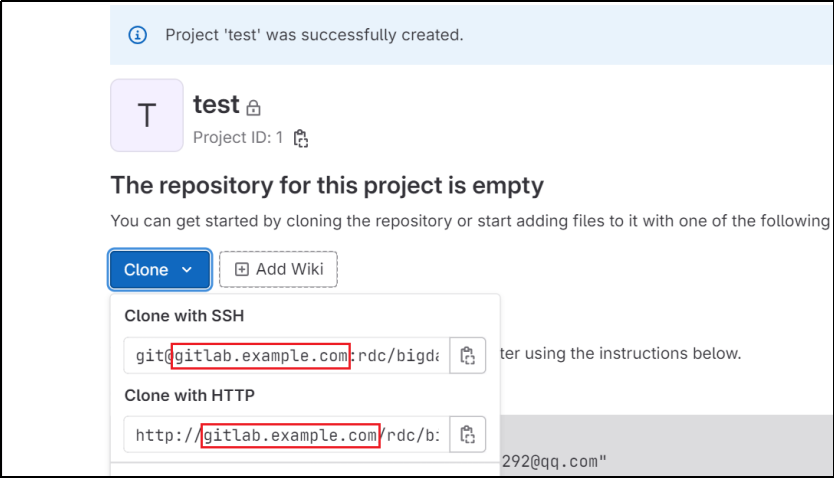 Project 'test' was successfully created.
T
test
Project ID: 1
The repository for this project is empty
You can get started by cloning the repository or start adding files to it with one of the following
Clone
Add Wiki
Clone with SSH
git@gitlab.example.com:rdc/bigda
ter using the instructions below.
Clone with HTTP
http://gitlab.example.com/rdc/bi
292@qq.com"